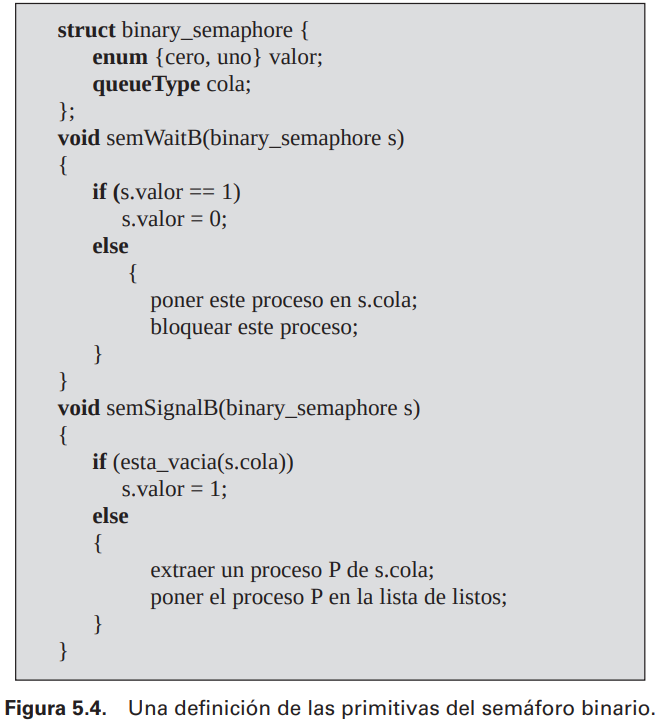 struct binary_semaphore {
enum {cero, uno} valor;
queueType cola;
};
void semWaitB(binary_semaphore s)
{
if (s.valor == 1)
s.valor = 0;
else
{
poner este proceso en s.cola;
bloquear este proceso;
}
}
void semSignalB(binary_semaphore s)
{
if (esta_vacia(s.cola))
s.valor = 1;
else
{
extraer un proceso P de s.cola;
poner el proceso P en la lista de listos;
}
}
Figura 5.4. Una definición de las primitivas del semáforo binario.